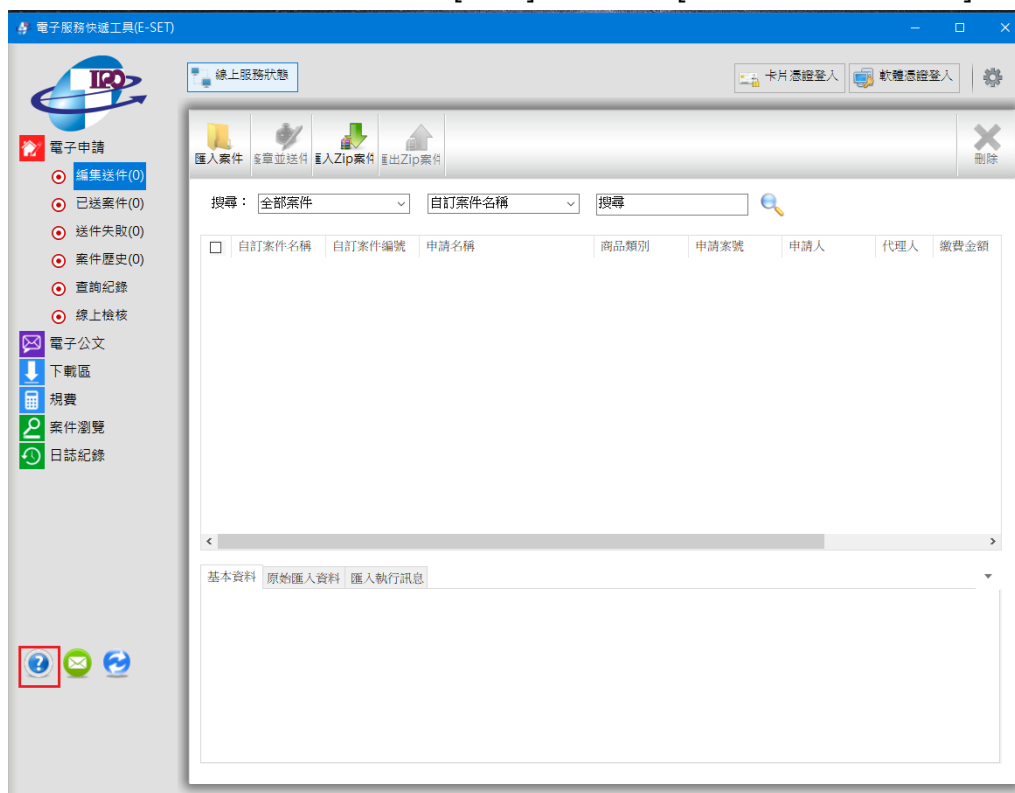 電子服務快遞工具(E-SET)
IPO
線上服務狀態
卡片憑證登入
軟體憑證登入
電子申請
編集送件(0)
已送案件(0)
送件失敗(0)
案件歷史(0)
查詢紀錄
線上檢核
電子公文
下載區
規費
案件瀏覽
日誌紀錄
匯入案件
章並送件
入Zip案件
出Zip案件
刪除
搜尋：
全部案件
自訂案件名稱
搜尋
自訂案件名稱 自訂案件編號 申請名稱 商品類別 申請案號 申請人 代理人 繳費金額
基本資料 原始匯入資料 匯入執行訊息